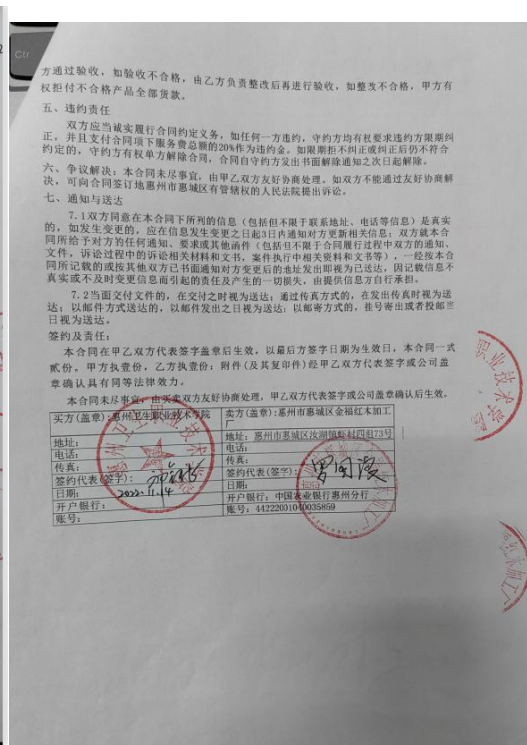 2
Ctr
方通过验收，如验收不合格，由乙方负责整改后再进行验收，如整改不合格，甲方有
权拒付不合格产品全部货款。
五、违约责任
双方应当诚实履行合同约定义务，如任何一方违约，守约方均有权要求违约方限期纠
正，并且支付合同项下服务费总额的20%作为违约金。如限期拒不纠正或纠正后仍不符合
约定的，守约方有权单方解除合同，合同自守约方发出书面解除通知之次日起解除。
六、争议解决：本合同未尽事宜，由甲乙双方友好协商处理。如双方不能通过友好协商解
决，可向合同签订地惠州市惠城区有管辖权的人民法院提出诉讼。
七、通知与送达
7.1双方同意在本合同下所列的信息（包括但不限于联系地址、电话等信息）是真实
的，如发生变更的，应在信息发生变更之日起3日内通知对方更新相关信息；双方就本合
同所给予对方的任何通知、要求或其他函件（包括但不限于合同履行过程中双方的通知、
文件，诉讼过程中的诉讼相关材料和文书，案件执行中相关资料和文书等），一经按本合
同所记载的或按其他双方已书面通知对方变更后的地址发出即视为已送达，因记载信息不
真实或不及时变更信息而引起的责任及产生的一切损失，由提供信息方自行承担。
7.2当面交付文件的，在交付之时视为送达；通过传真方式的，在发出传真时视为送
达；以邮件方式送达的，以邮件发出之日视为送达；以邮寄方式的，挂号寄出或者投邮当
日视为送达。
签约及责任：
本合同在甲乙双方代表签字盖章后生效，以最后方签字日期为生效日，本合同一式
贰份。甲方执壹份，乙方执壹份；附件（及其复印件）经甲乙双方代表签字或公司盖
章确认具有同等法律效力。
本合同未尽事宜，由买卖双方友好协商处理，甲乙双方代表签字或公司盖章确认后生效。
买方(盖章)：惠州卫生职业技术学院
卖方(盖章)：惠州市惠城区金福红木加工
厂
地址：
地址：惠州市惠城区汝湖镇虾村四组73号
电话：
电话：
传真：
传真：
签约代表(签字)：
签约代表(签字)：
日期：2022.11.14
日期：
开户银行：
开户银行：中国农业银行惠州分行
账号：
账号：44222001040035859